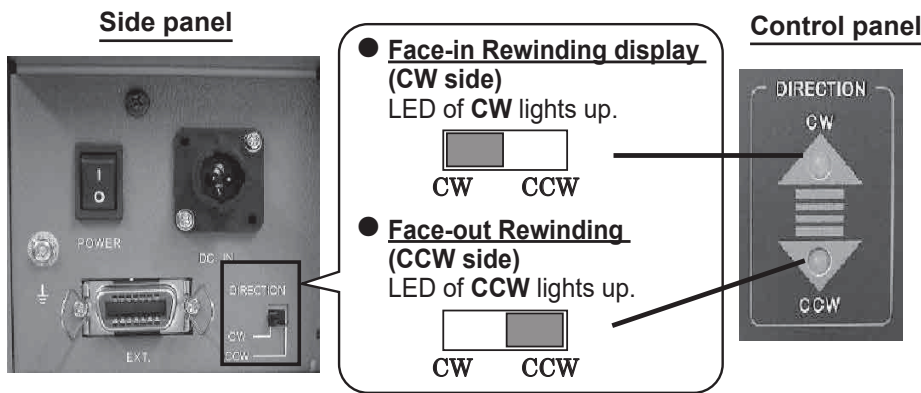 Side panel
I
O
POWER
DC-IN
DIRECTION
CW
CCW
EXT.
● Face-in Rewinding display
(CW side)
LED of CW lights up.
CW CCW
● Face-out Rewinding
(CCW side)
LED of CCW lights up.
CW CCW
Control panel
DIRECTION
CW
CCW